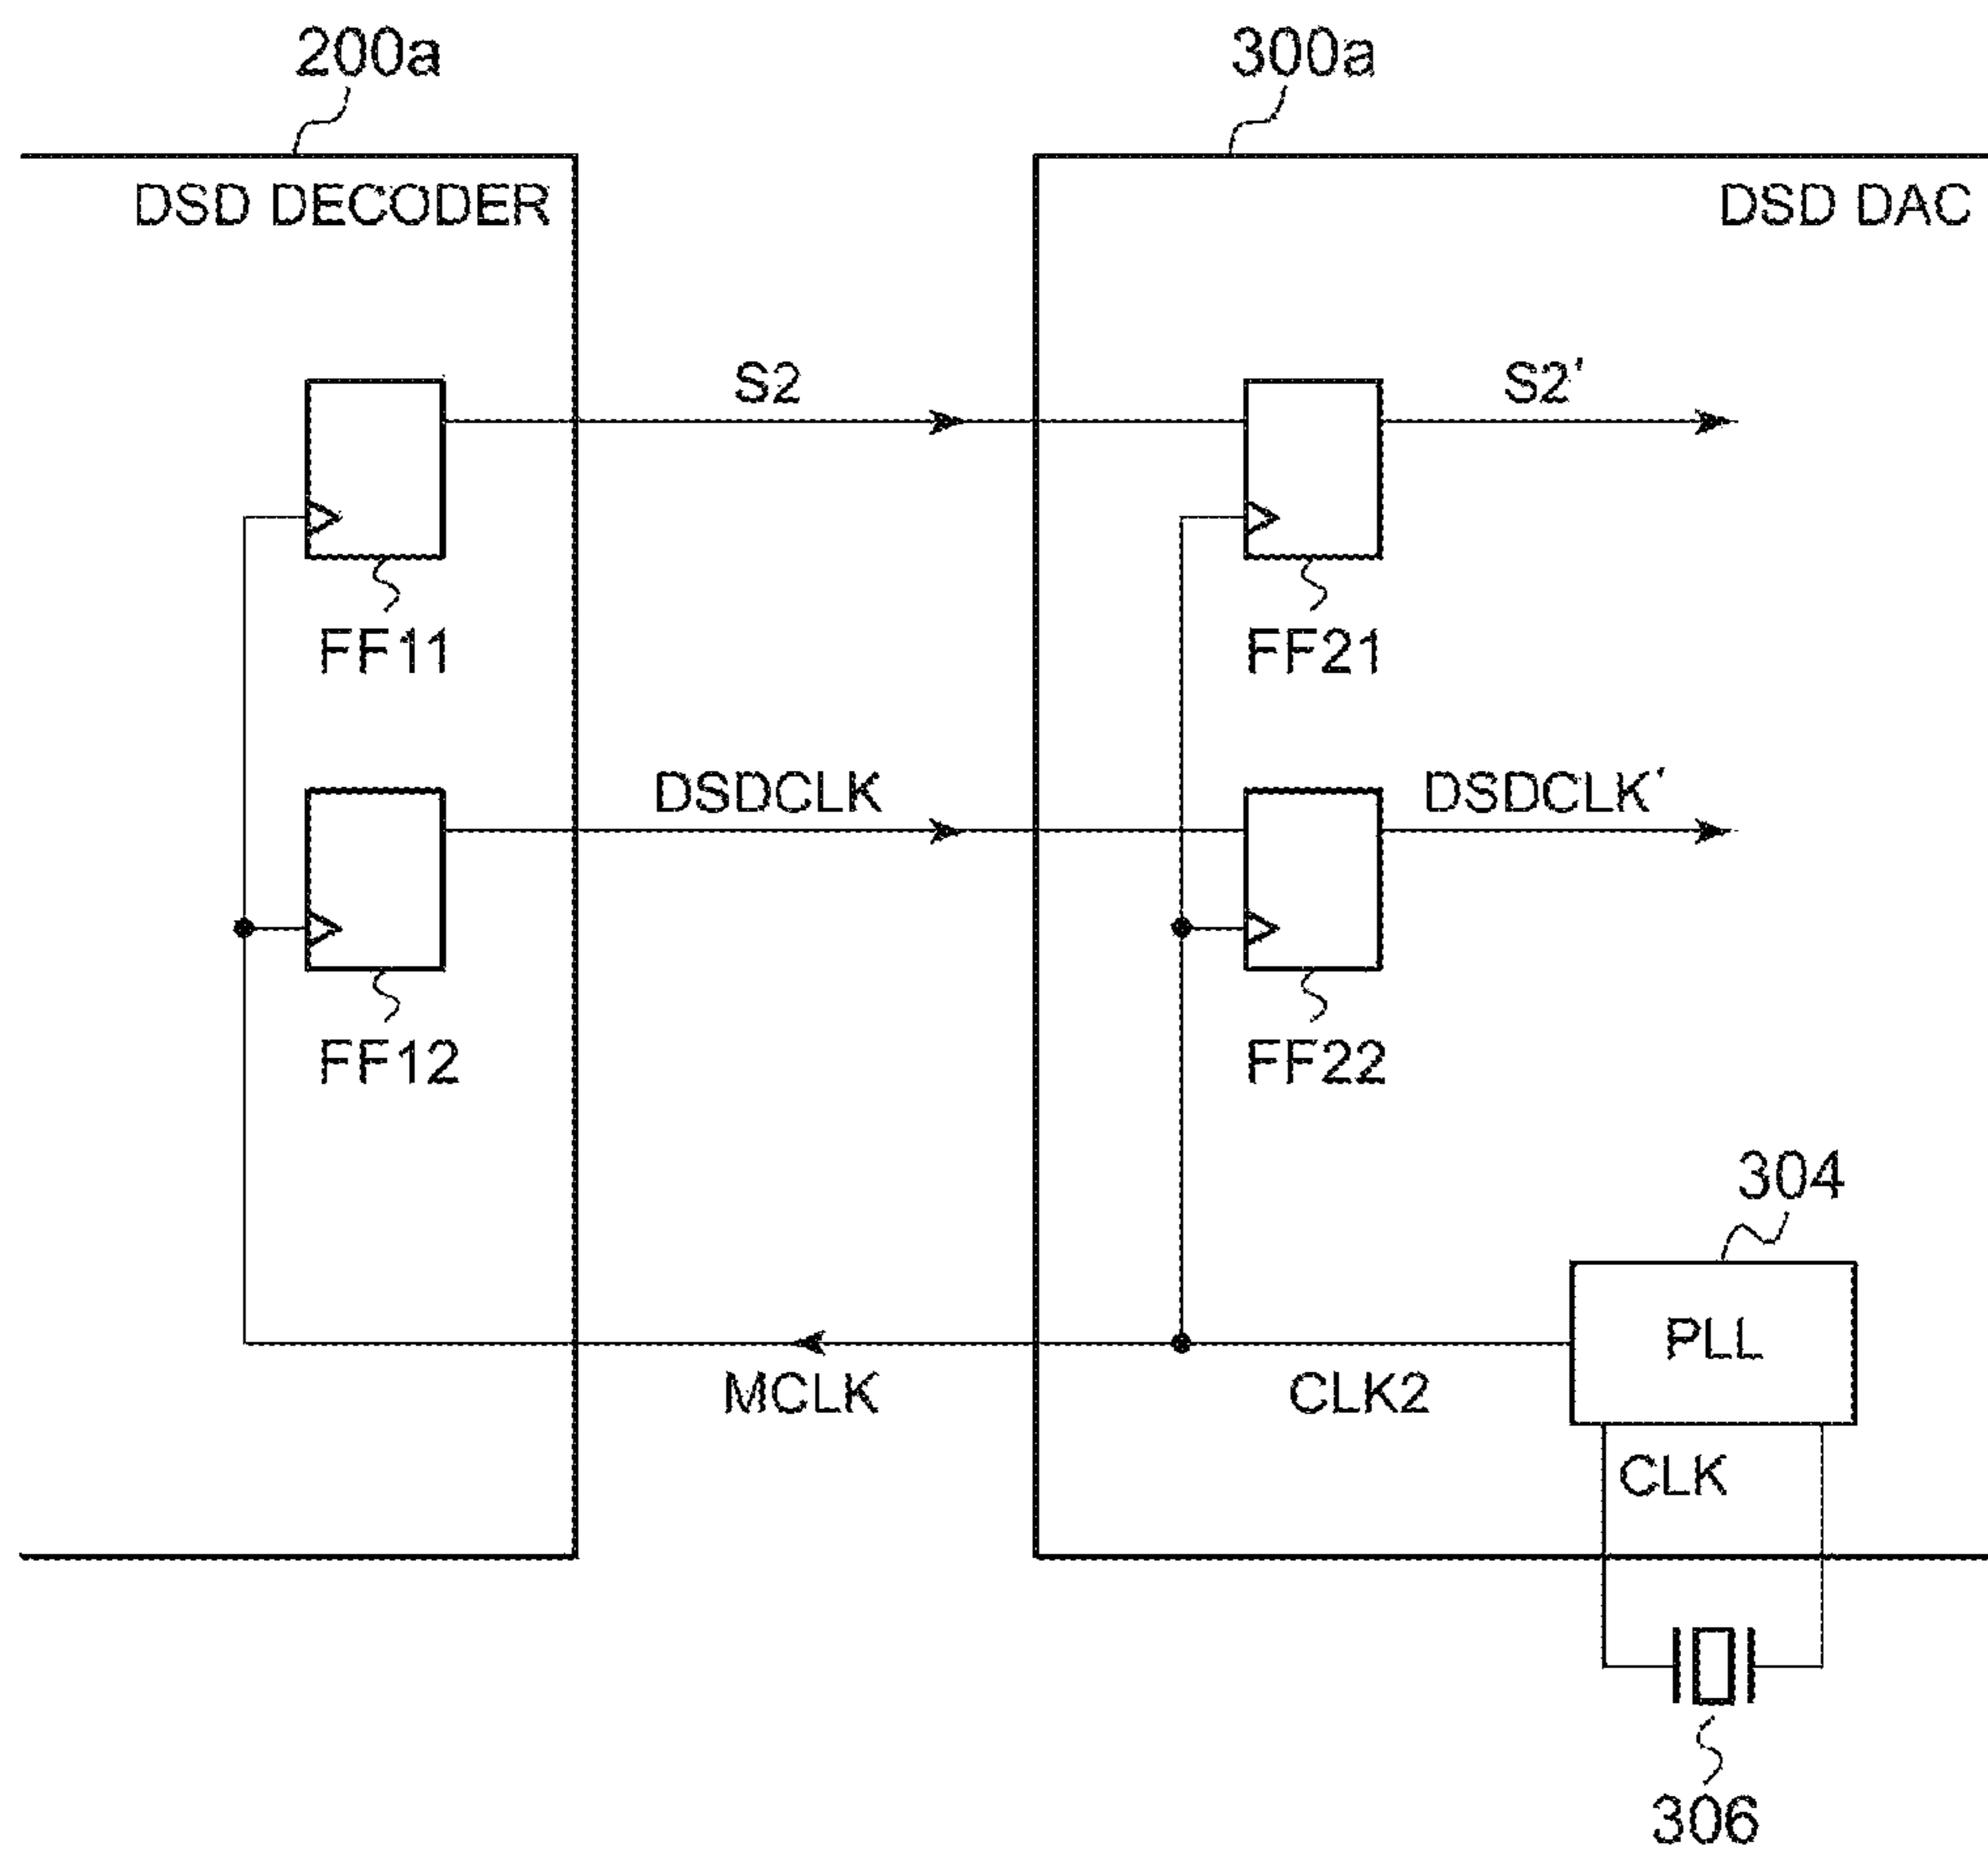 200a
300a
DSD DECODER
DSD DAC
S2
S2'
FF11
FF21
DSDCLK
DSDCLK'
FF12
FF22
304
PLL
MCLK
CLK2
CLK
306